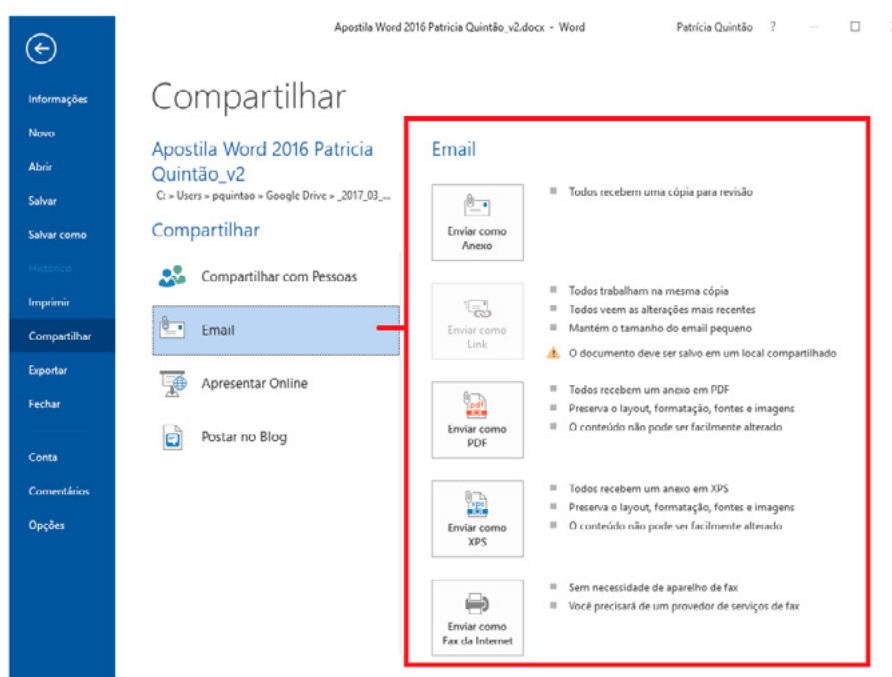 Apostila Word 2016 Patricia Quintão_v2.docx - Word
Patrícia Quintão ?
Informações
Novo
Abrir
Salvar
Salvar como
Histórico
Imprimir
Compartilhar
Exportar
Fechar
Conta
Comentários
Opções
Compartilhar
Apostila Word 2016 Patricia
Quintão_v2
C: » Users » pquintao » Google Drive » _2017_03_...
Compartilhar
Compartilhar com Pessoas
Email
Apresentar Online
Postar no Blog
Email
Enviar como
Anexo
Todos recebem uma cópia para revisão
Enviar como
Link
Todos trabalham na mesma cópia
Todos veem as alterações mais recentes
Mantém o tamanho do email pequeno
O documento deve ser salvo em um local compartilhado
pdf
Enviar como
PDF
Todos recebem um anexo em PDF
Preserva o layout, formatação, fontes e imagens
O conteúdo não pode ser facilmente alterado
xps
Enviar como
XPS
Todos recebem um anexo em XPS
Preserva o layout, formatação, fontes e imagens
O conteúdo não pode ser facilmente alterado
Enviar como
Fax da Internet
Sem necessidade de aparelho de fax
Você precisará de um provedor de serviços de fax